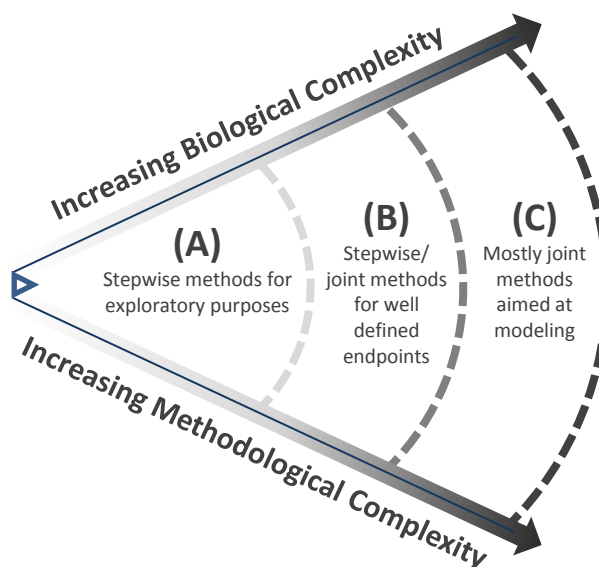 Increasing Biological Complexity
(A)
Stepwise methods for
exploratory purposes
(B)
Stepwise/
joint methods
for well
defined
endpoints
(C)
Mostly joint
methods
aimed at
modeling
Increasing Methodological Complexity